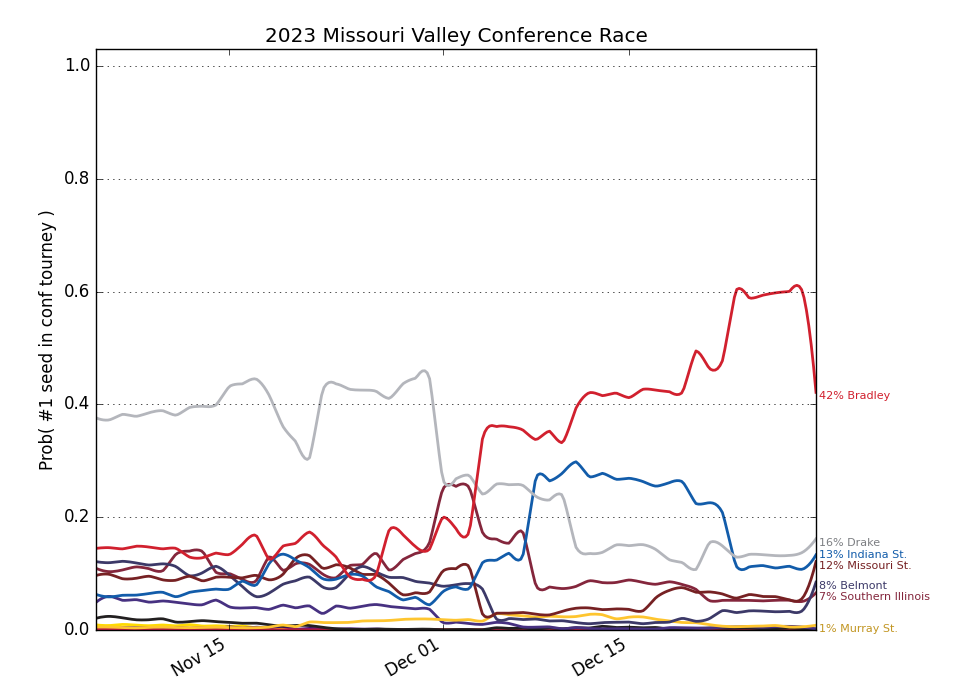 2023 Missouri Valley Conference Race
Prob( #1 seed in conf tourney )
1.0
0.8
0.6
0.4
0.2
0.0
Nov 15
Dec 01
Dec 15
42% Bradley
16% Drake
13% Indiana St.
12% Missouri St.
8% Belmont
7% Southern Illinois
1% Murray St.